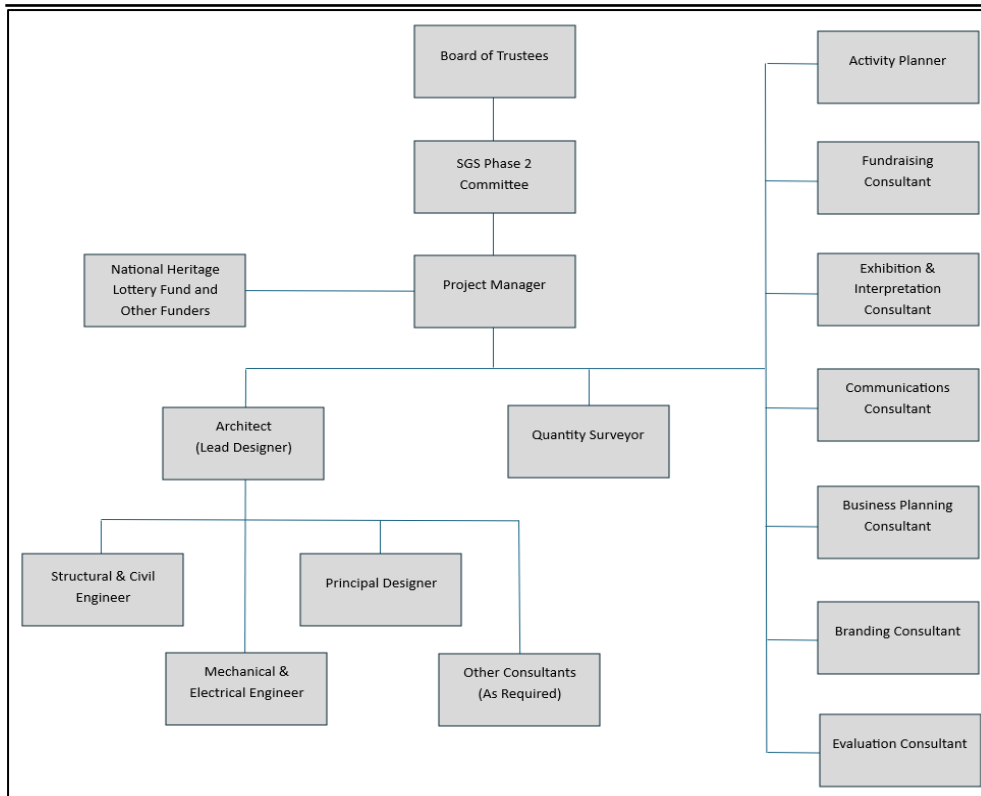 Board of Trustees
SGS Phase 2
Committee
National Heritage
Lottery Fund and
Other Funders
Project Manager
Architect
(Lead Designer)
Quantity Surveyor
Structural & Civil
Engineer
Principal Designer
Mechanical &
Electrical Engineer
Other Consultants
(As Required)
Activity Planner
Fundraising
Consultant
Exhibition &
Interpretation
Consultant
Communications
Consultant
Business Planning
Consultant
Branding Consultant
Evaluation Consultant